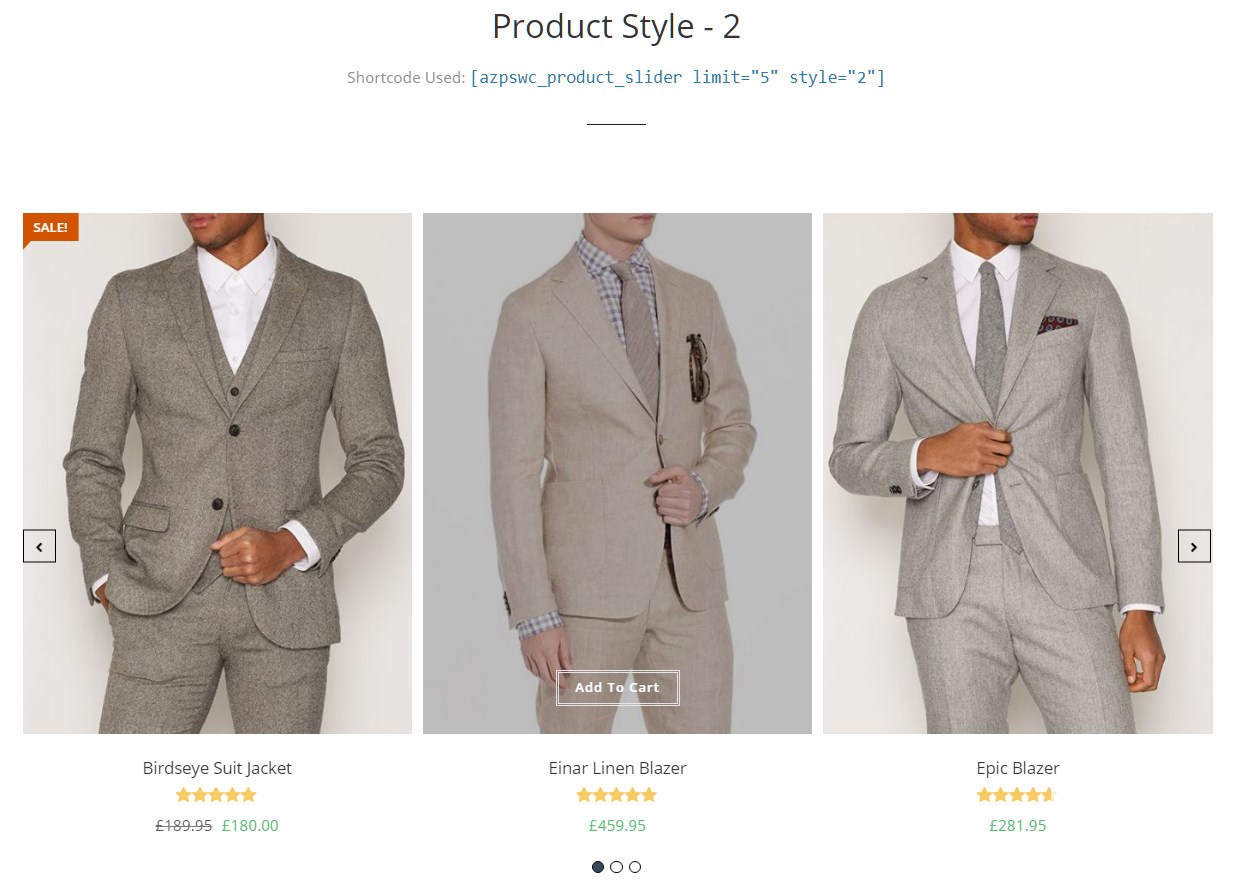 Product Style - 2
Shortcode Used: [azpswc_product_slider limit="5" style="2"]
SALE!
Add To Cart
Birdseye Suit Jacket
Einar Linen Blazer
Epic Blazer
£189.95 £180.00
£459.95
£281.95